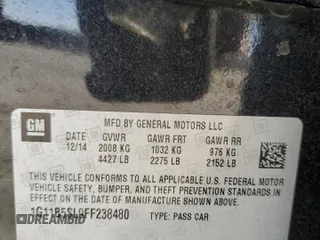 GM
MFD BY GENERAL MOTORS LLC
DATE GVWR GAWR FRT GAWR RR
12/14 2008 KG 1032 KG 976 KG
4427 LB 2275 LB 2152 LB
THIS VEHICLE CONFORMS TO ALL APPLICABLE U.S. FEDERAL MOTOR
VEHICLE SAFETY, BUMPER, AND THEFT PREVENTION STANDARDS
IN EFFECT ON THE DATE OF MANUFACTURE SHOWN ABOVE.
TYPE: PASS CAR
DREAMBID